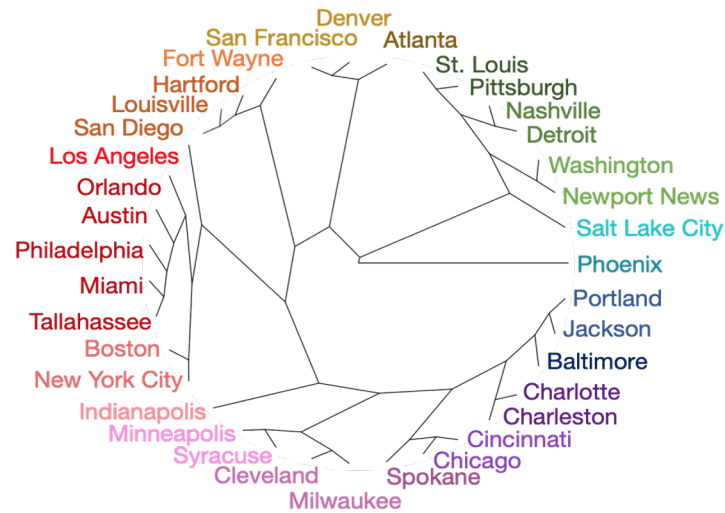 Denver
San Francisco
Atlanta
Fort Wayne
St. Louis
Hartford
Pittsburgh
Louisville
Nashville
San Diego
Detroit
Los Angeles
Washington
Orlando
Newport News
Austin
Salt Lake City
Philadelphia
Phoenix
Miami
Portland
Tallahassee
Jackson
Boston
Baltimore
New York City
Charlotte
Indianapolis
Charleston
Minneapolis
Cincinnati
Syracuse
Chicago
Cleveland
Spokane
Milwaukee